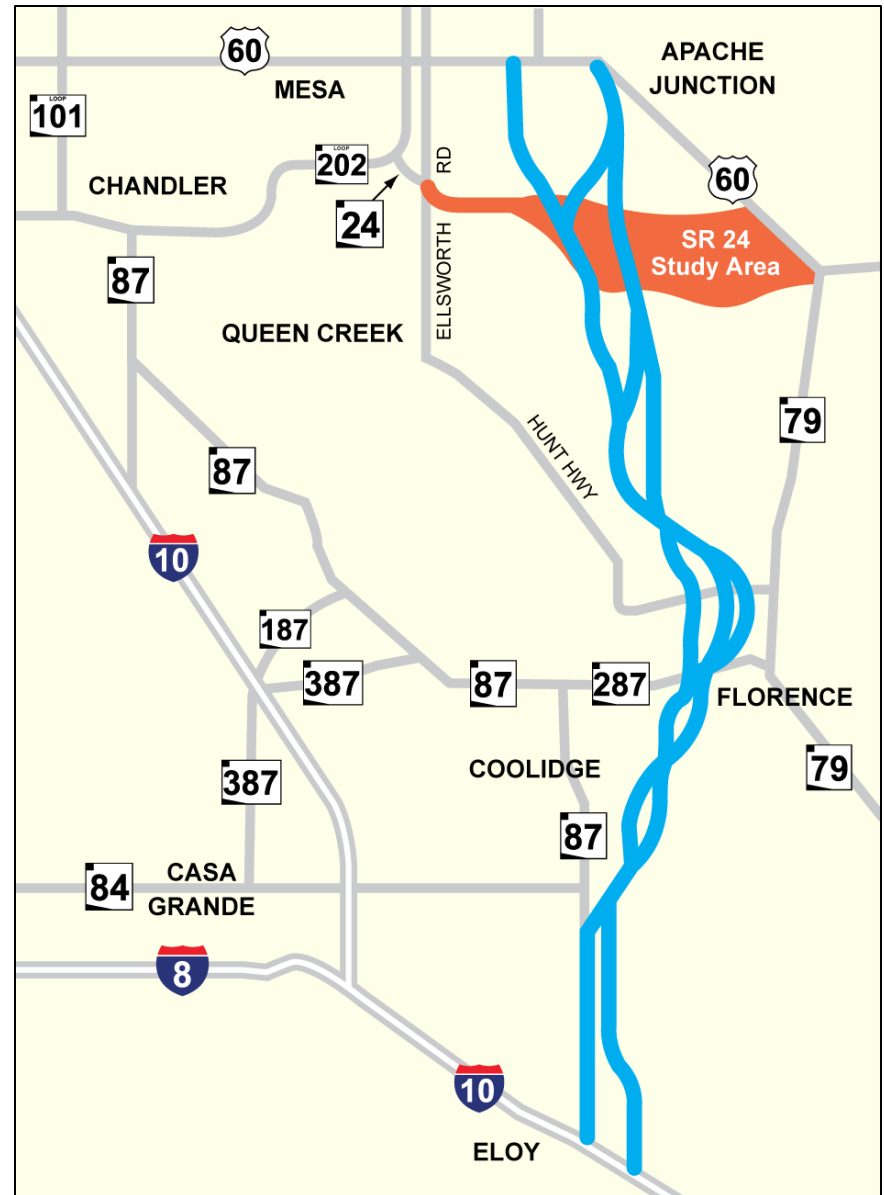 60
APACHE
JUNCTION
MESA
LOOP
101
LOOP
202
RD
60
CHANDLER
24
SR 24
Study Area
ELLSWORTH
87
QUEEN CREEK
79
HUNT HWY
87
10
187
387
87
287
FLORENCE
COOLIDGE
79
387
87
CASA
GRANDE
84
8
10
ELOY